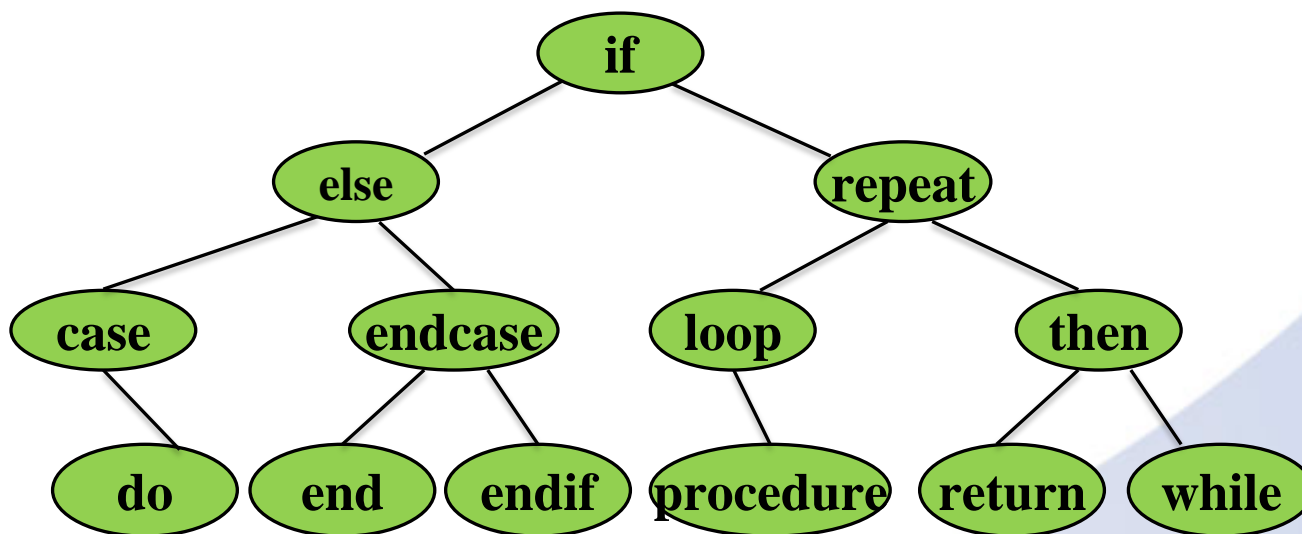 if
else
repeat
case
endcase
loop
then
do
end
endif
procedure
return
while